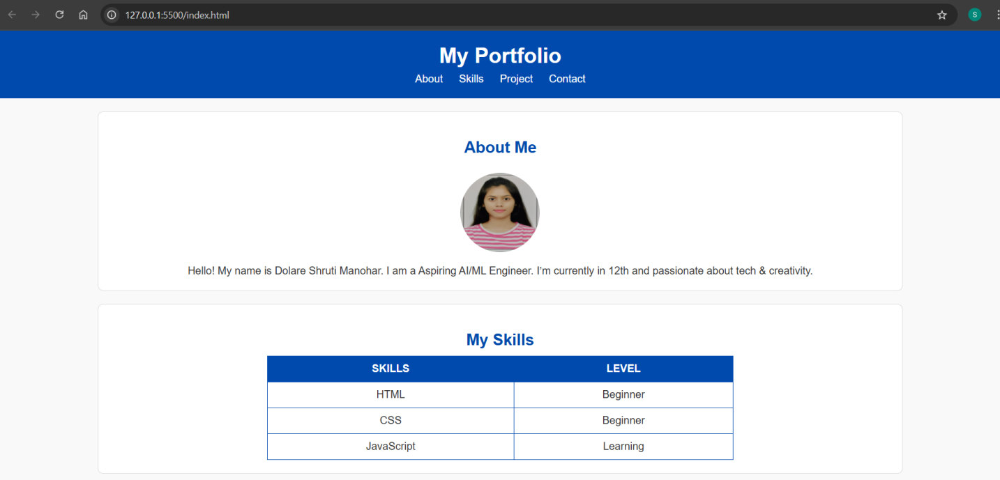 127.0.0.1:5500/index.html
S
My Portfolio
About Skills Project Contact
About Me
Hello! My name is Dolare Shruti Manohar. I am a Aspiring AI/ML Engineer. I'm currently in 12th and passionate about tech & creativity.
My Skills
SKILLS LEVEL
HTML Beginner
CSS Beginner
JavaScript Learning